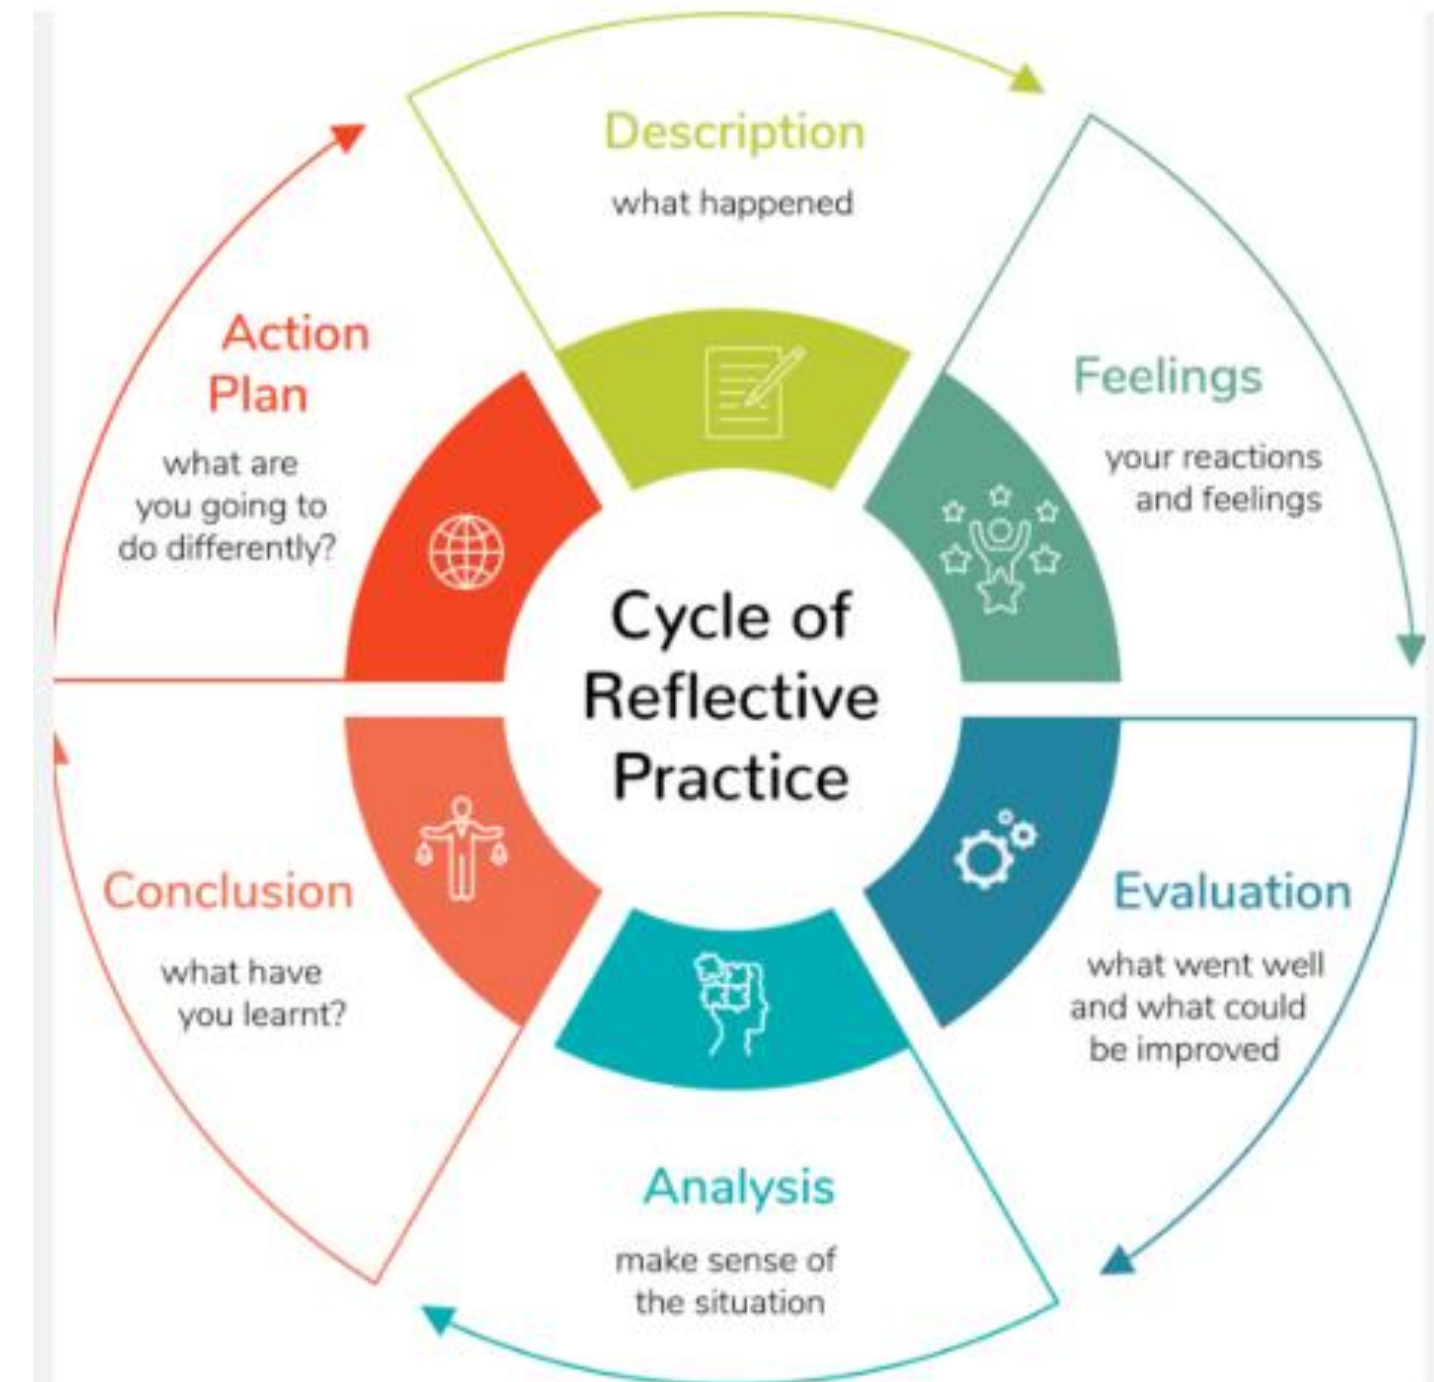 Description
what happened
Feelings
your reactions
and feelings
Evaluation
what went well
and what could
be improved
Analysis
make sense of
the situation
Conclusion
what have
you learnt?
Action
Plan
what are
you going to
do differently?
Cycle of
Reflective
Practice